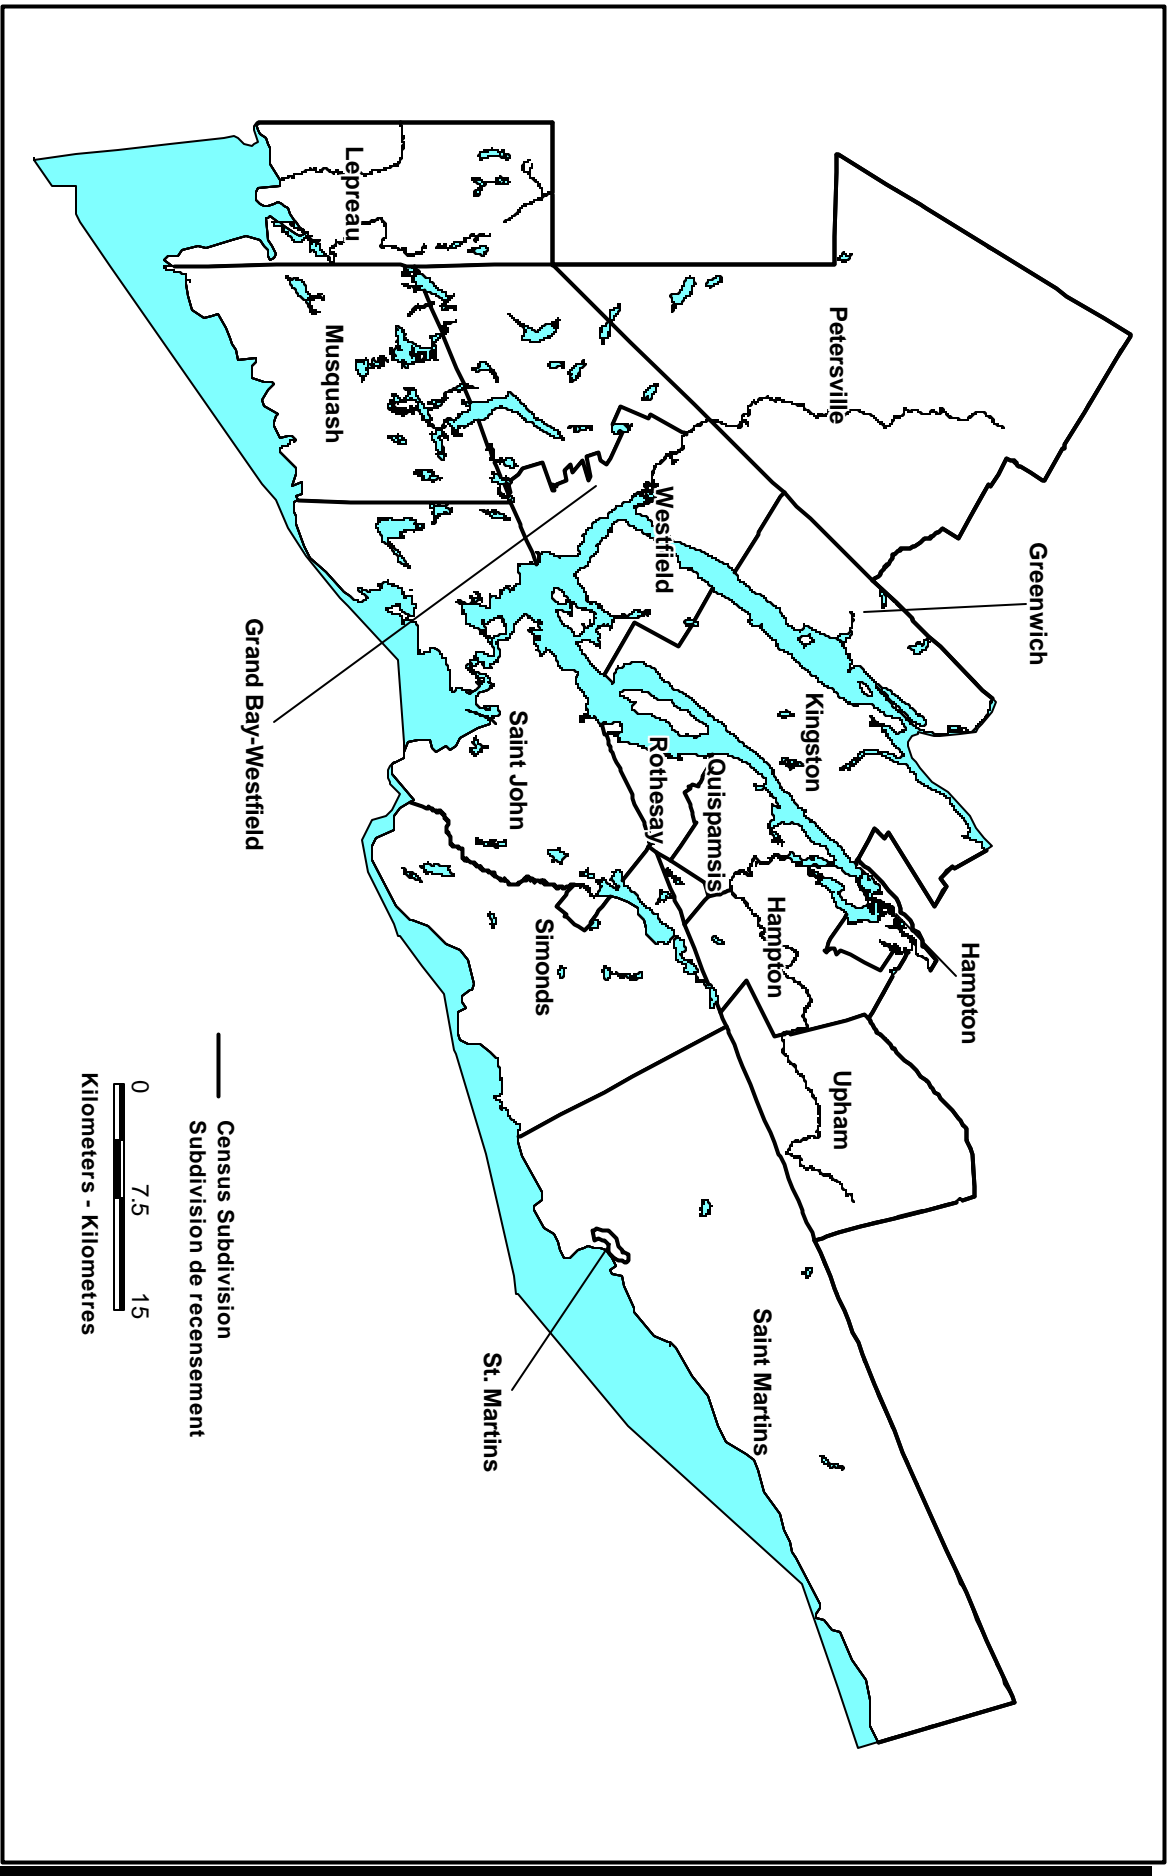 Petersville
Greenwich
Lepreau
Musquash
Westfield
Kingston
Hampton
Grand Bay-Westfield
Saint John
Rothesay
Quispamsis
Hampton
Simonds
Upham
Saint Martins
St. Martins
Census Subdivision
Subdivision de recensement
0 7.5 15
Kilometers - Kilometres